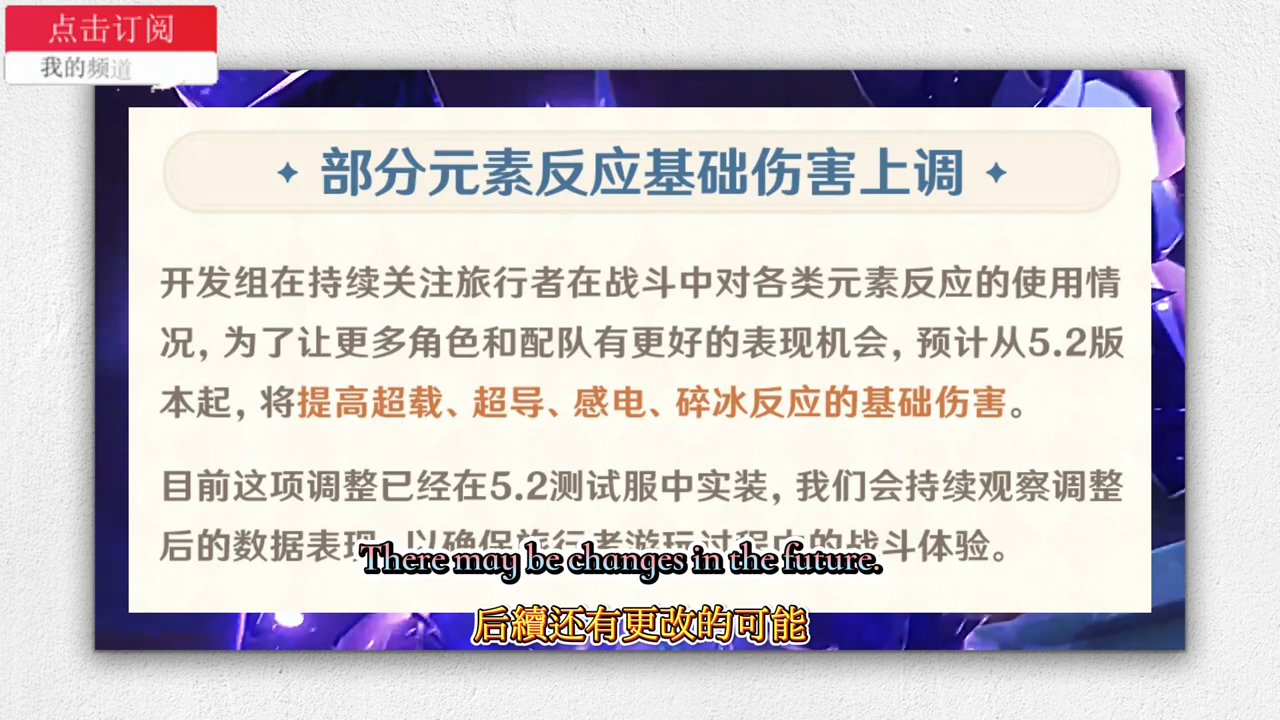 点击订阅
我的频道
部分元素反应基础伤害上调
开发组在持续关注旅行者在战斗中对各类元素反应的使用情
况，为了让更多角色和配队有更好的表现机会，预计从5.2版
本起，将提高超载、超导、感电、碎冰反应的基础伤害。
目前这项调整已经在5.2测试服中实装，我们会持续观察调整
后的数据表现，以确保旅行者游玩过程中的战斗体验。
There may be changes in the future.
后續还有更改的可能